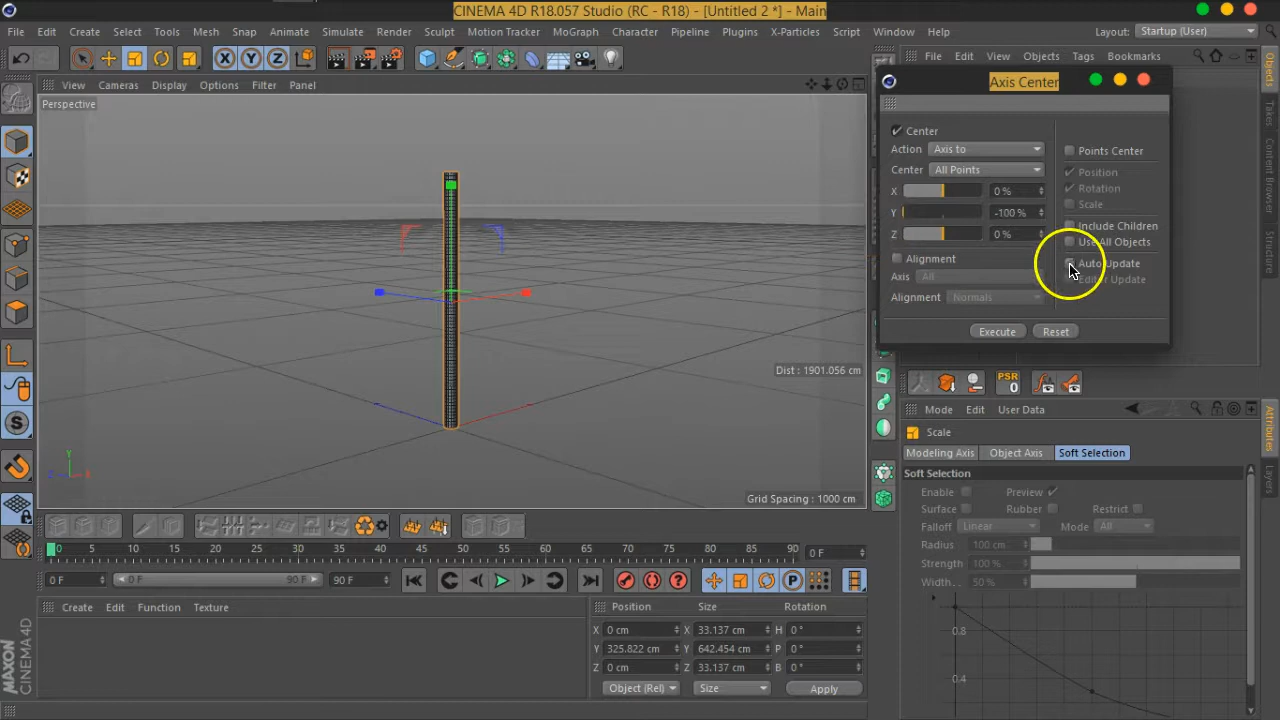 CINEMA 4D R18.057 Studio (RC - R18) - [Untitled 2 *] - Main
File Edit Create Select Tools Mesh Snap Animate Simulate Render Sculpt Motion Tracker MoGraph Character Pipeline Plugins X-Particles Script Window Help Layout: Startup (User)
File Edit View Objects Tags Bookmarks
View Cameras Display Options Filter Panel
Perspective
Axis Center
Center
Action Axis to
Center All Points
X 0 %
Y -100 %
Z 0 %
Alignment
Axis All
Alignment Normals
Points Center
Position
Rotation
Scale
Include Children
Use All Objects
Auto Update
Editor Update
Execute Reset
Dist : 1901.056 cm
Grid Spacing : 1000 cm
Y
PSR
0
Objects
Takes
Content Browser
Structure
Mode Edit User Data
Scale
Modeling Axis Object Axis Soft Selection
Soft Selection
Enable Preview
Surface Rubber Restrict
Falloff Linear Mode All
Radius 100 cm
Strength 100 %
Width . . 50 %
0.8
0.4
Attributes
Layers
0 5 10 15 20 25 30 35 40 45 50 55 60 65 70 75 80 85 90 0 F
0 F 0 F 90 F 90 F
Create Edit Function Texture
Position Size Rotation
X 0 cm X 33.137 cm H 0 °
Y 325.822 cm Y 642.454 cm P 0 °
Z 0 cm Z 33.137 cm B 0 °
Object (Rel) Size Apply
MAXON
CINEMA 4D